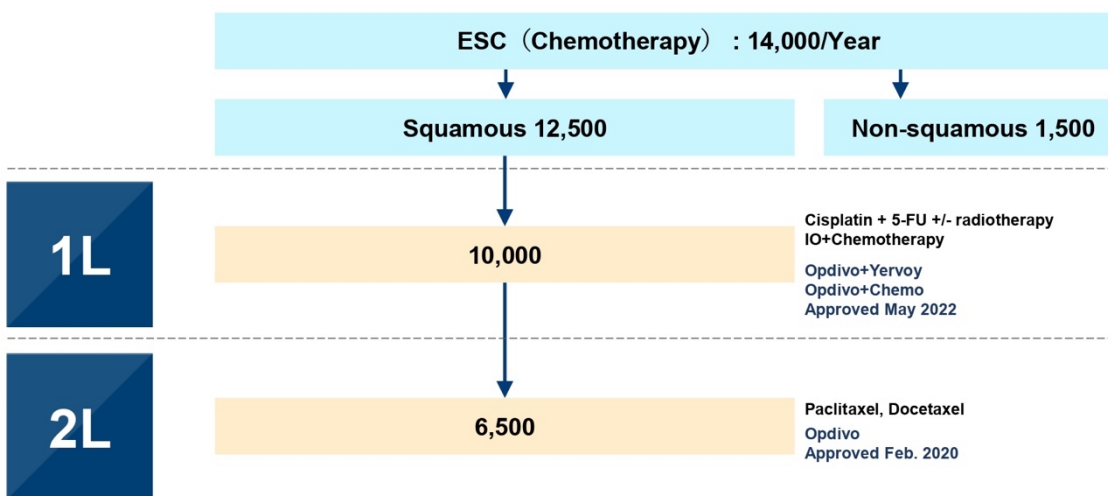 ESC（Chemotherapy）：14,000/Year
Squamous 12,500
Non-squamous 1,500
1L
10,000
Cisplatin + 5-FU +/- radiotherapy
IO+Chemotherapy
Opdivo+Yervoy
Opdivo+Chemo
Approved May 2022
2L
6,500
Paclitaxel, Docetaxel
Opdivo
Approved Feb. 2020